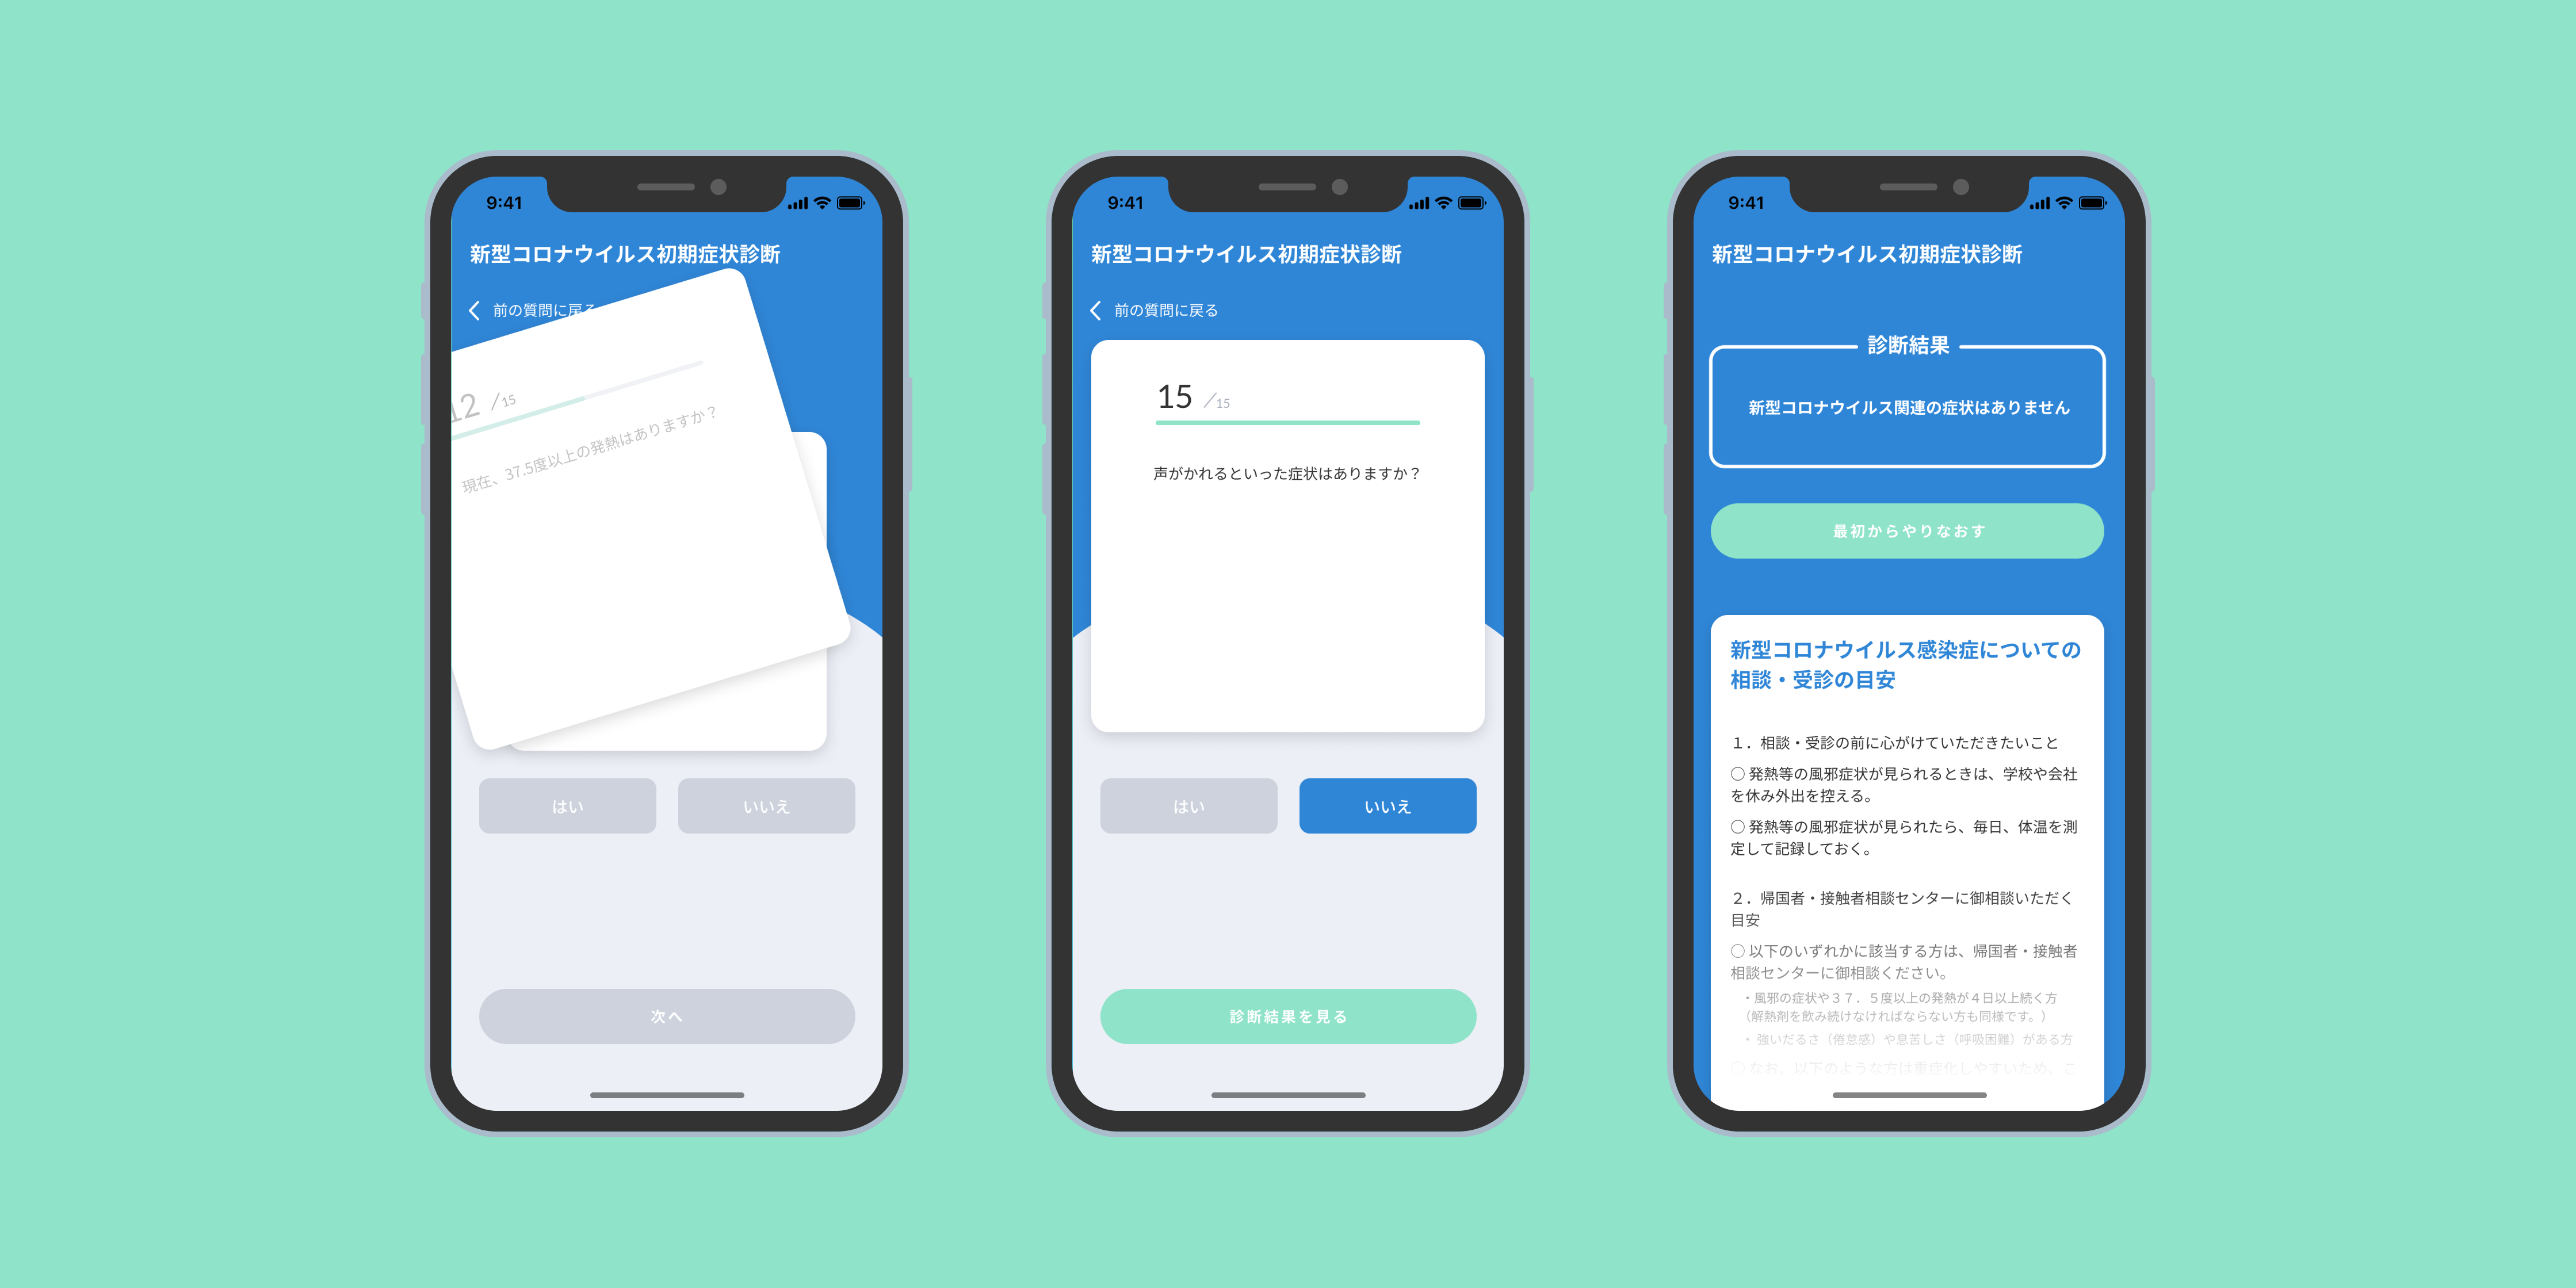 9:41
新型コロナウイルス初期症状診断
前の質問に戻る
12 /15
現在、37.5度以上の発熱はありますか？
はい
いいえ
次へ
9:41
新型コロナウイルス初期症状診断
前の質問に戻る
15 /15
声がかれるといった症状はありますか？
はい
いいえ
診断結果を見る
9:41
新型コロナウイルス初期症状診断
診断結果
新型コロナウイルス関連の症状はありません
最初からやりなおす
新型コロナウイルス感染症についての
相談・受診の目安
１．相談・受診の前に心がけていただきたいこと
○ 発熱等の風邪症状が見られるときは、学校や会社
を休み外出を控える。
○ 発熱等の風邪症状が見られたら、毎日、体温を測
定して記録しておく。
２．帰国者・接触者相談センターに御相談いただく
目安
○ 以下のいずれかに該当する方は、帰国者・接触者
相談センターに御相談ください。
・風邪の症状や３７．５度以上の発熱が４日以上続く方
（解熱剤を飲み続けなければならない方も同様です。）
・ 強いだるさ（倦怠感）や息苦しさ（呼吸困難）がある方
○ なお、以下のような方は重症化しやすいため、こ